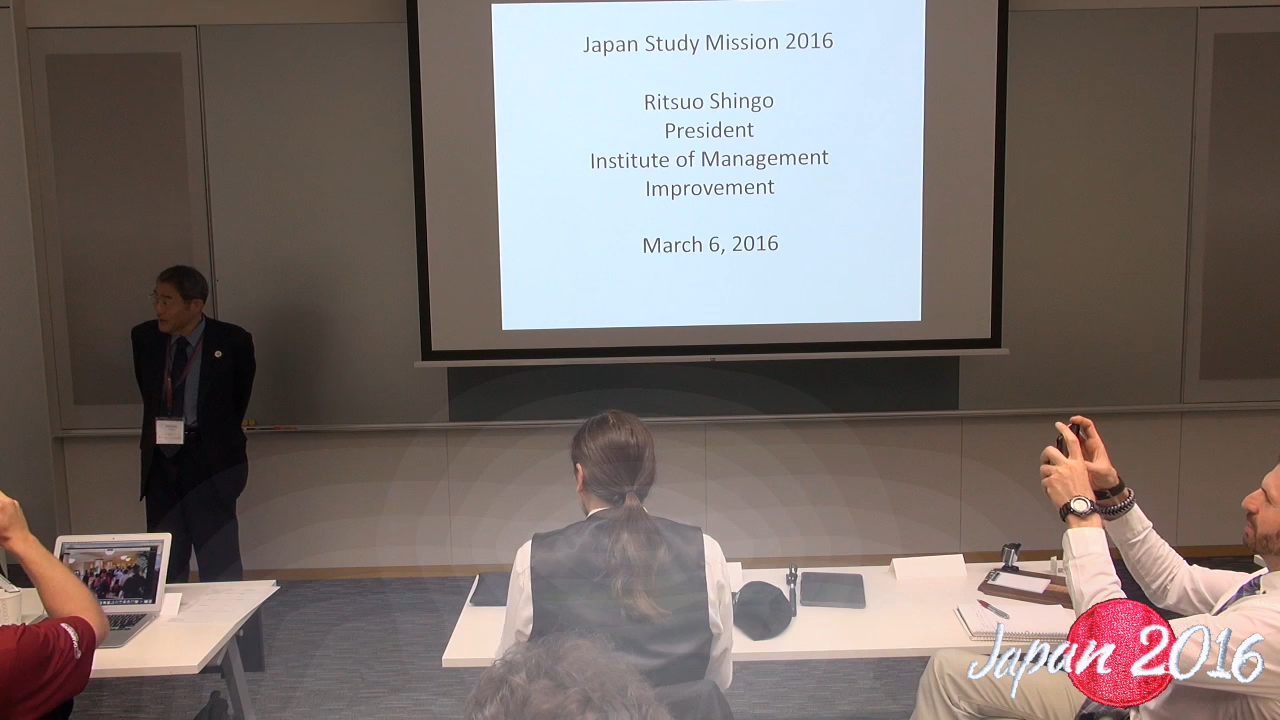 Japan Study Mission 2016
Ritsuo Shingo
President
Institute of Management
Improvement
March 6, 2016
Japan 2016